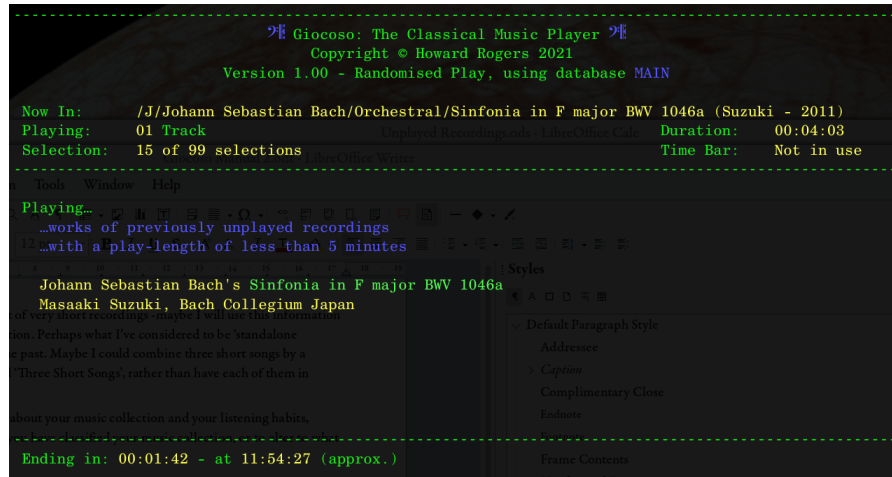 Giocoso: The Classical Music Player
Copyright © Howard Rogers 2021
Version 1.00 - Randomised Play, using database MAIN
Now In: /J/Johann Sebastian Bach/Orchestral/Sinfonia in F major BWV 1046a (Suzuki - 2011)
Playing: 01 Track Duration: 00:04:03
Unplayed Recordings.ods - LibreOffice Calc
Selection: 15 of 99 selections Time Bar: Not in use
LibreOffice Writer
Tools Window Help
Playing…
…works of previously unplayed recordings
…with a play-length of less than 5 minutes
Styles
Johann Sebastian Bach's Sinfonia in F major BWV 1046a
Masaaki Suzuki, Bach Collegium Japan
of very short recordings -maybe I will use this information
tion. Perhaps what I've considered to be 'standalone
e past. Maybe I could combine three short songs by a
'Three Short Songs', rather than have each of them in
about your music collection and your listening habits,
Default Paragraph Style
Addressee
Caption
Complimentary Close
Endnote
Frame Contents
Ending in: 00:01:42 - at 11:54:27 (approx.)